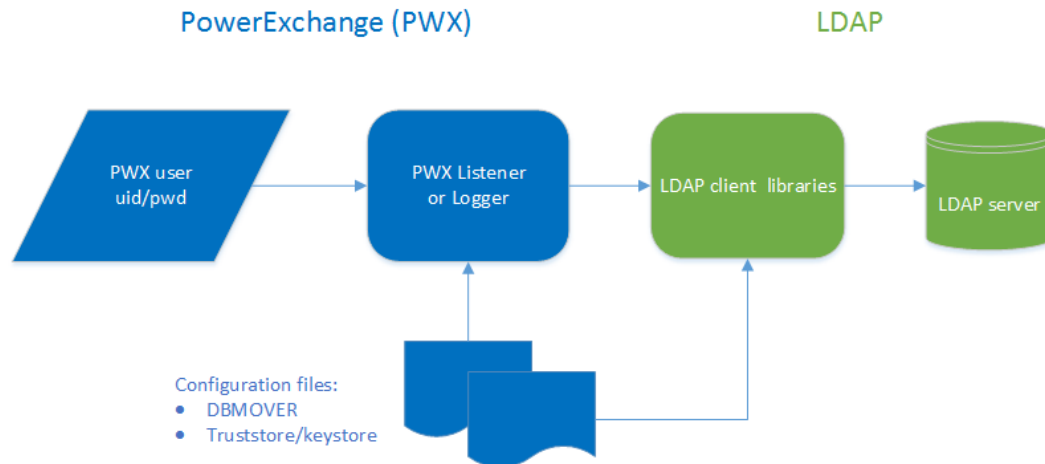 PowerExchange (PWX)
LDAP
PWX user
uid/pwd
PWX Listener
or Logger
LDAP client libraries
LDAP server
Configuration files:
• DBMOVER
• Truststore/keystore